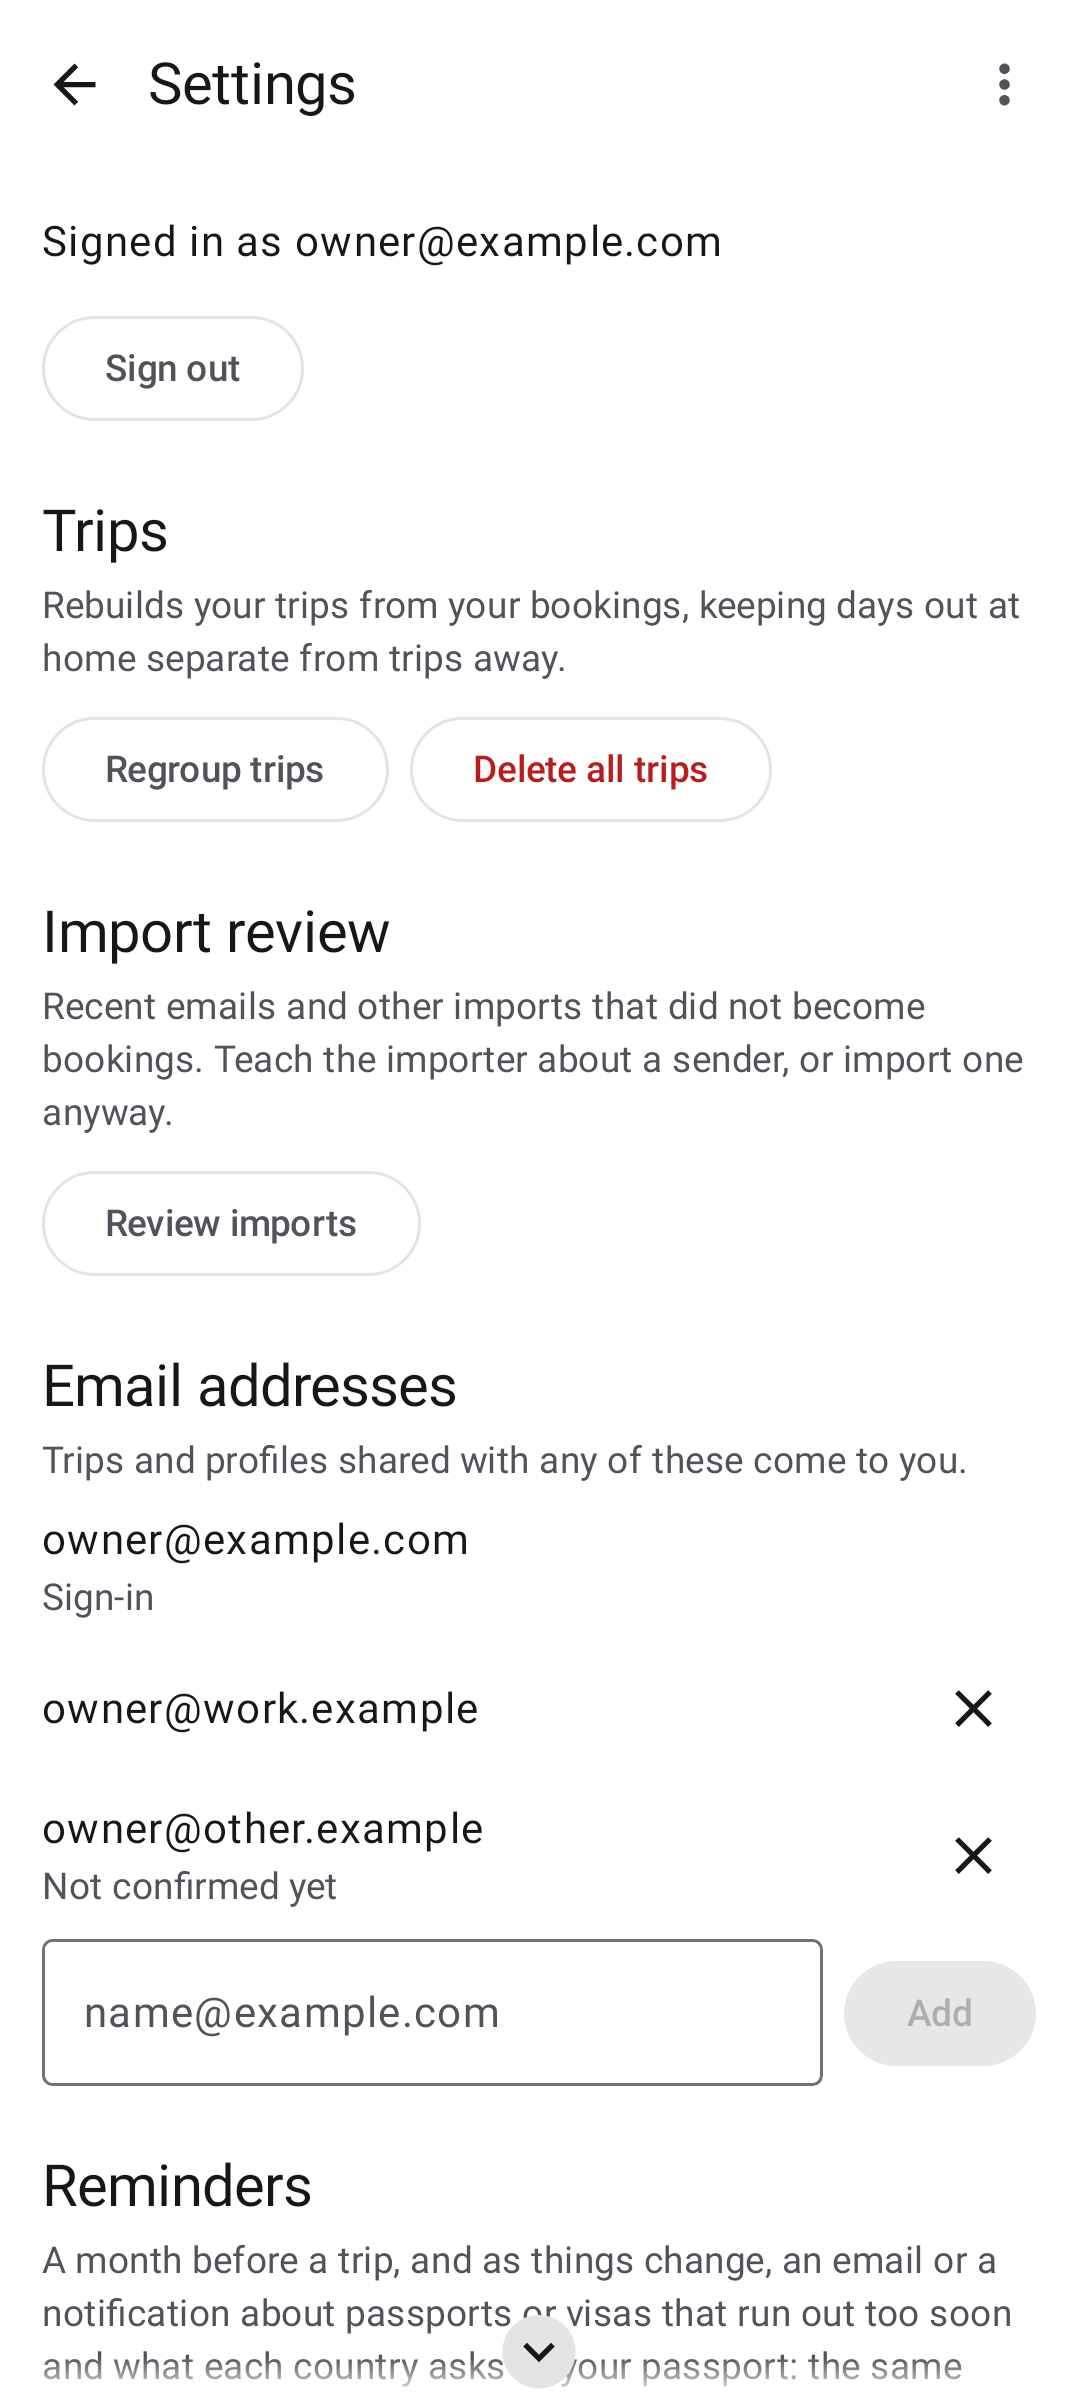 Settings
Signed in as owner@example.com
Sign out
Trips
Rebuilds your trips from your bookings, keeping days out at
home separate from trips away.
Regroup trips
Delete all trips
Import review
Recent emails and other imports that did not become
bookings. Teach the importer about a sender, or import one
anyway.
Review imports
Email addresses
Trips and profiles shared with any of these come to you.
owner@example.com
Sign-in
owner@work.example
owner@other.example
Not confirmed yet
name@example.com
Add
Reminders
A month before a trip, and as things change, an email or a
notification about passports or visas that run out too soon
and what each country asks your passport: the same